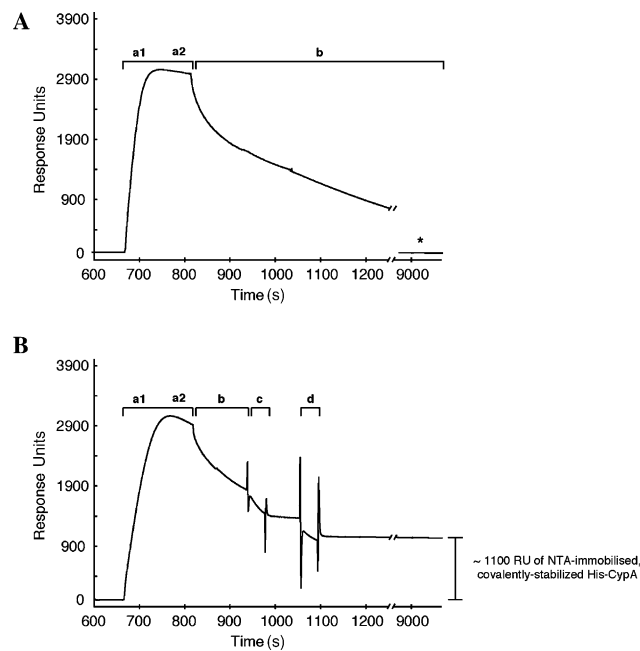 A
3900
2900
1900
900
0
Response Units
a1 a2 b
*
600 700 800 900 1000 1100 1200 9000
Time (s)
B
3900
2900
1900
900
0
Response Units
a1 a2 b c d
~ 1100 RU of NTA-immobilised,
covalently-stabilized His-CypA
600 700 800 900 1000 1100 1200 9000
Time (s)